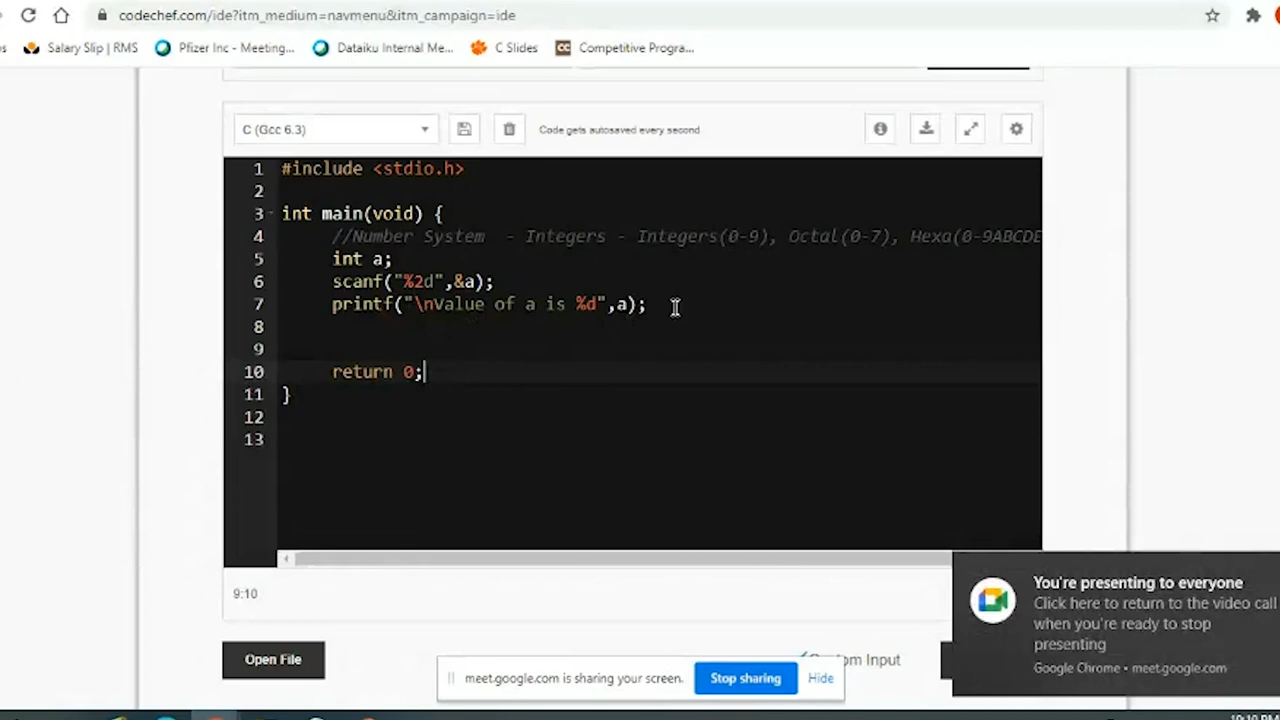 codechef.com/ide?itm_medium=navmenu&itm_campaign=ide
Salary Slip | RMS Pfizer Inc - Meeting... Dataiku Internal Me... C Slides CC Competitive Progra...
C (Gcc 6.3) Code gets autosaved every second
1 #include <stdio.h>
2
3 int main(void) {
4 //Number System - Integers - Integers(0-9), Octal(0-7), Hexa(0-9ABCDE
5 int a;
6 scanf("%2d",&a);
7 printf("\nValue of a is %d",a);
8
9
10 return 0;
11 }
12
13
9:10
You're presenting to everyone
Click here to return to the video call
when you're ready to stop
presenting
Google Chrome • meet.google.com
Open File
Input
meet.google.com is sharing your screen. Stop sharing Hide